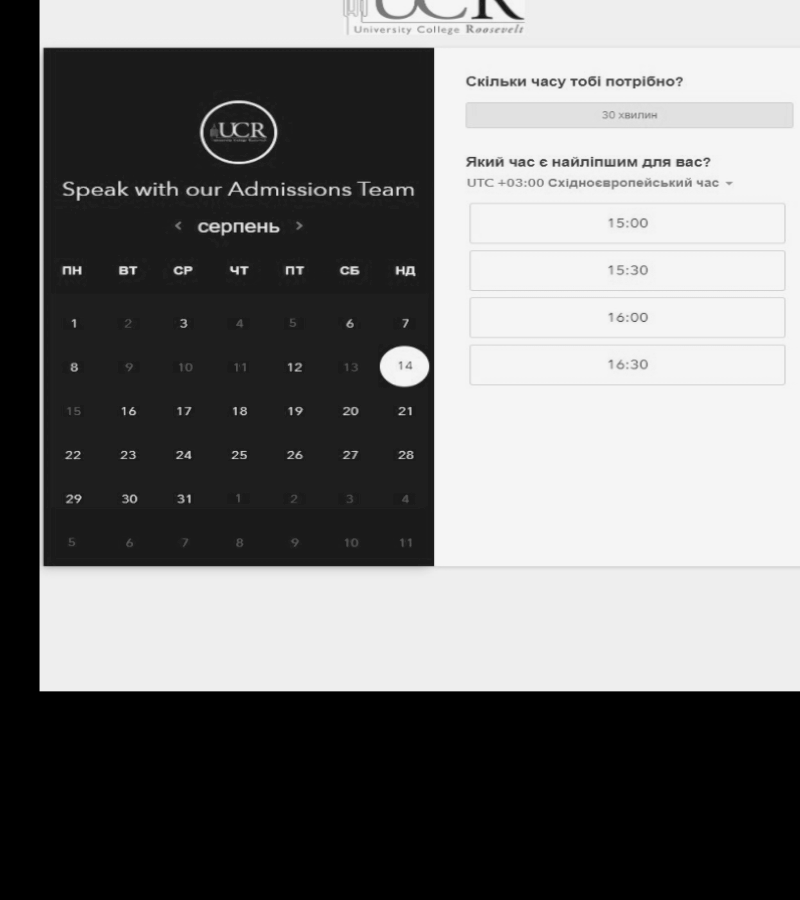 UCR
University College Roosevelt
UCR
Speak with our Admissions Team
< серпень >
ПН ВТ СР ЧТ ПТ СБ НД
1 2 3 4 5 6 7
8 9 10 11 12 13 14
15 16 17 18 19 20 21
22 23 24 25 26 27 28
29 30 31 1 2 3 4
5 6 7 8 9 10 11
Скільки часу тобі потрібно?
30 хвилин
Який час є найліпшим для вас?
UTC +03:00 Східноєвропейський час
15:00
15:30
16:00
16:30